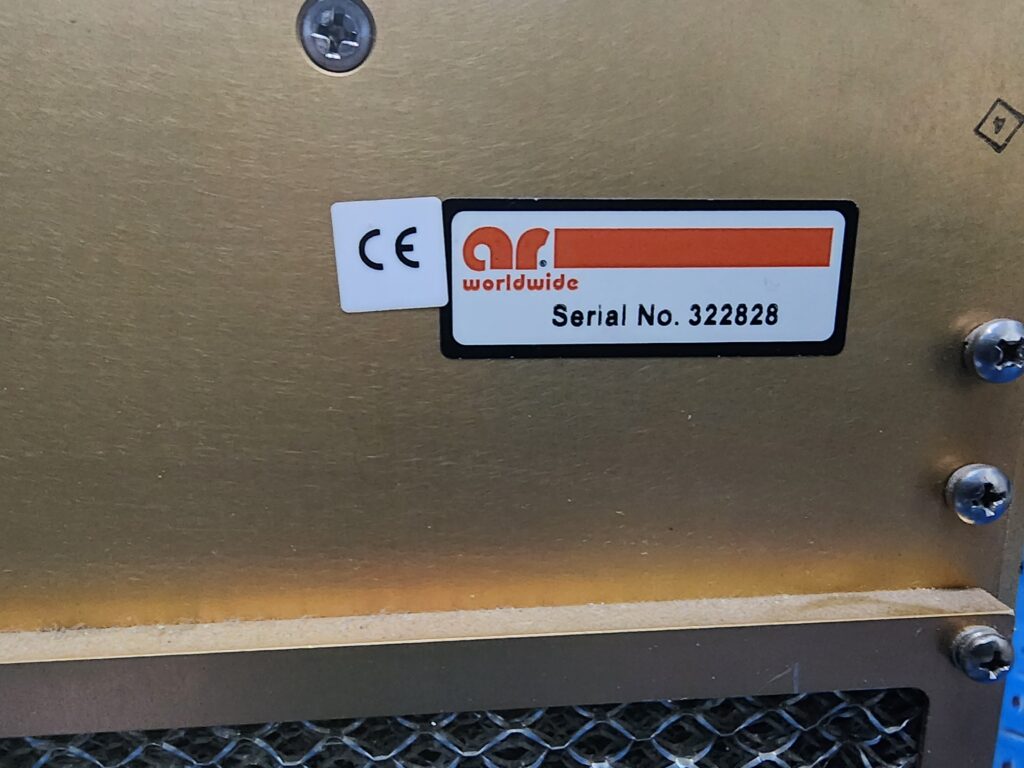 CE
ar®
worldwide
Serial No. 322828